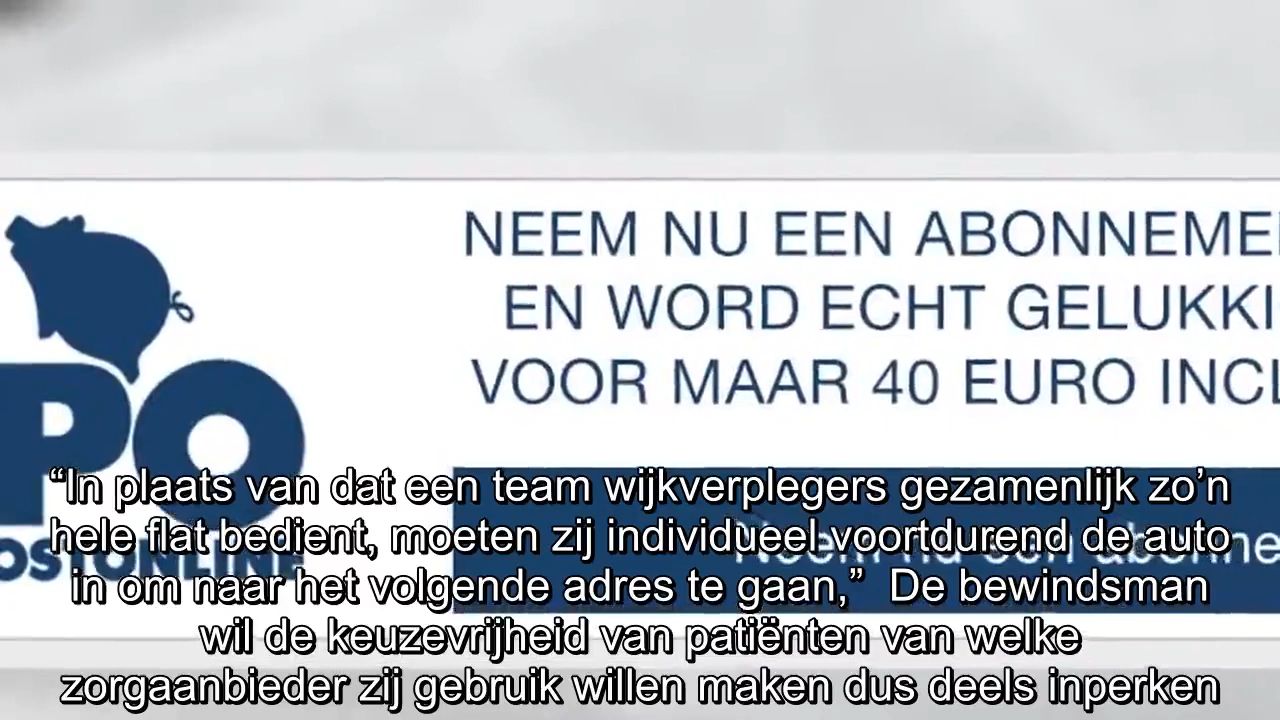 NEEM NU EEN ABONNEME
EN WORD ECHT GELUKKI
VOOR MAAR 40 EURO INCL
PO
“In plaats van dat een team wijkverplegers gezamenlijk zo’n
hele flat bedient, moeten zij individueel voortdurend de auto
in om naar het volgende adres te gaan,” De bewindsman
wil de keuzevrijheid van patiënten van welke
zorgaanbieder zij gebruik willen maken dus deels inperken